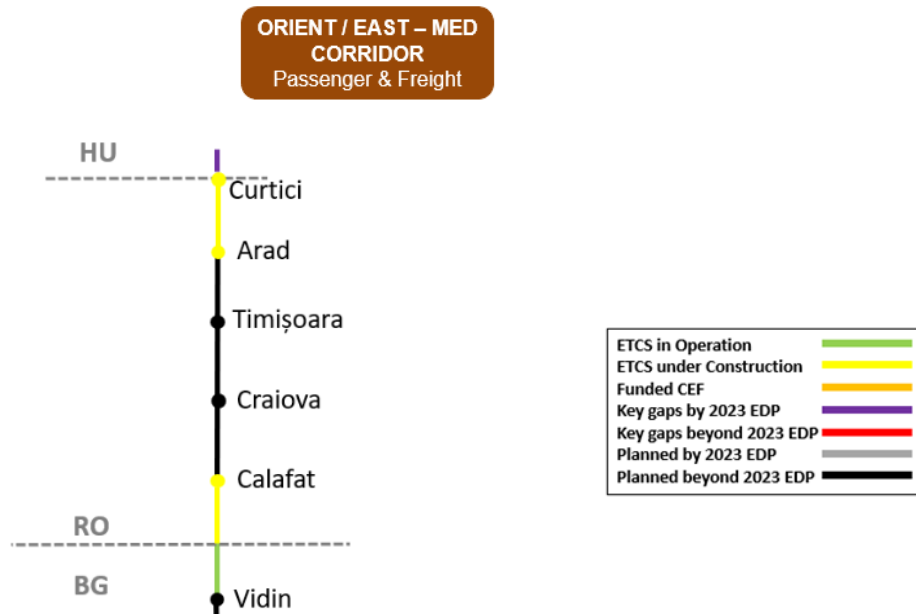 ORIENT / EAST – MED
CORRIDOR
Passenger & Freight
HU
Curtici
Arad
Timișoara
Craiova
Calafat
RO
BG
Vidin
ETCS in Operation
ETCS under Construction
Funded CEF
Key gaps by 2023 EDP
Key gaps beyond 2023 EDP
Planned by 2023 EDP
Planned beyond 2023 EDP